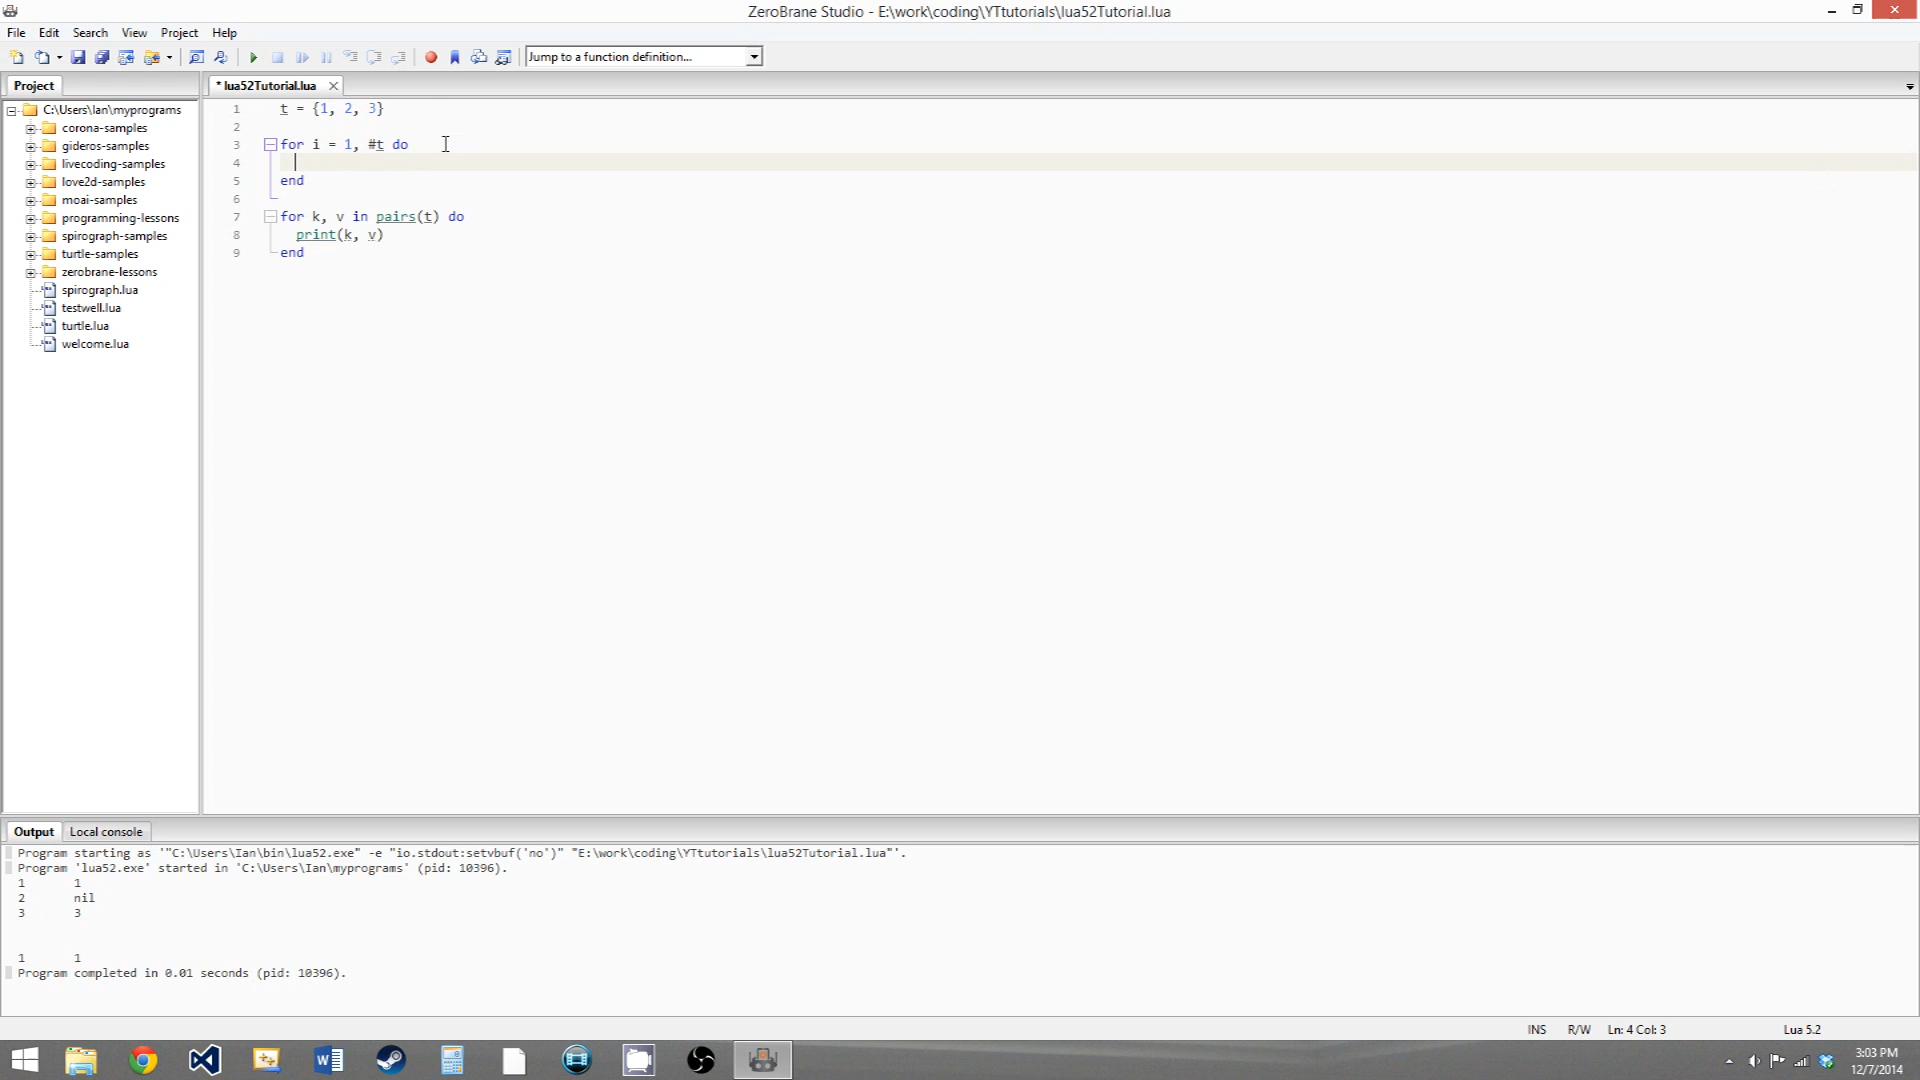 ZeroBrane Studio - E:\work\coding\YTtutorials\lua52Tutorial.lua
File Edit Search View Project Help
Jump to a function definition...
Project
* lua52Tutorial.lua
C:\Users\Ian\myprograms
corona-samples
gideros-samples
livecoding-samples
love2d-samples
moai-samples
programming-lessons
spirograph-samples
turtle-samples
zerobrane-lessons
spirograph.lua
testwell.lua
turtle.lua
welcome.lua
1 t = {1, 2, 3}
2
3 for i = 1, #t do
4
5 end
6
7 for k, v in pairs(t) do
8 print(k, v)
9 end
Output Local console
Program starting as '"C:\Users\Ian\bin\lua52.exe" -e "io.stdout:setvbuf('no')" "E:\work\coding\YTtutorials\lua52Tutorial.lua"'.
Program 'lua52.exe' started in 'C:\Users\Ian\myprograms' (pid: 10396).
1 1
2 nil
3 3
1 1
Program completed in 0.01 seconds (pid: 10396).
INS R/W Ln: 4 Col: 3 Lua 5.2
3:03 PM
12/7/2014